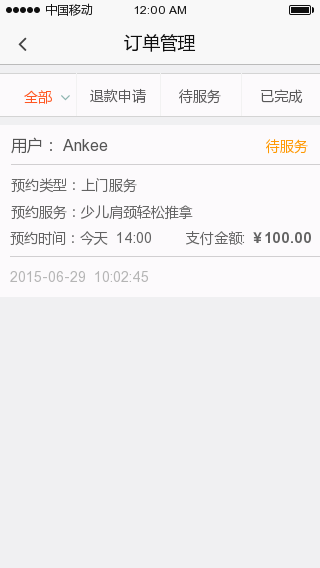 中国移动 12:00 AM
订单管理
全部 退款申请 待服务 已完成
用户： Ankee 待服务
预约类型：上门服务
预约服务：少儿肩颈轻松推拿
预约时间：今天 14:00 支付金额: ¥100.00
2015-06-29 10:02:45